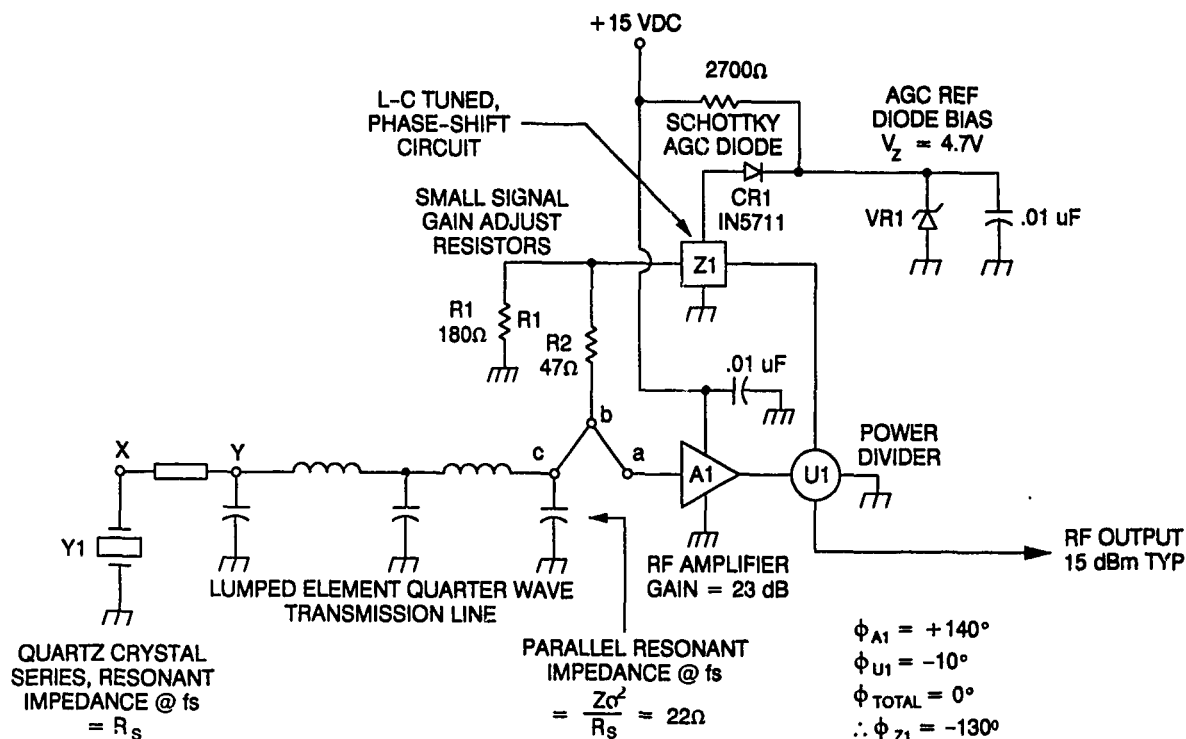 +15 VDC
2700Ω
L-C TUNED,
PHASE-SHIFT
CIRCUIT
SCHOTTKY
AGC DIODE
AGC REF
DIODE BIAS
V_Z = 4.7V
CR1
IN5711
VR1
.01 uF
SMALL SIGNAL
GAIN ADJUST
RESISTORS
Z1
R1
180Ω
R1
R2
47Ω
.01 uF
b
X
Y
c
a
A1
U1
POWER
DIVIDER
Y1
RF AMPLIFIER
GAIN = 23 dB
RF OUTPUT
15 dBm TYP
LUMPED ELEMENT QUARTER WAVE
TRANSMISSION LINE
QUARTZ CRYSTAL
SERIES, RESONANT
IMPEDANCE @ fs
= R_S
PARALLEL RESONANT
IMPEDANCE @ fs
= Zo²/R_S = 22Ω
ϕ_A1 = +140°
ϕ_U1 = -10°
ϕ_TOTAL = 0°
∴ ϕ_Z1 = -130°